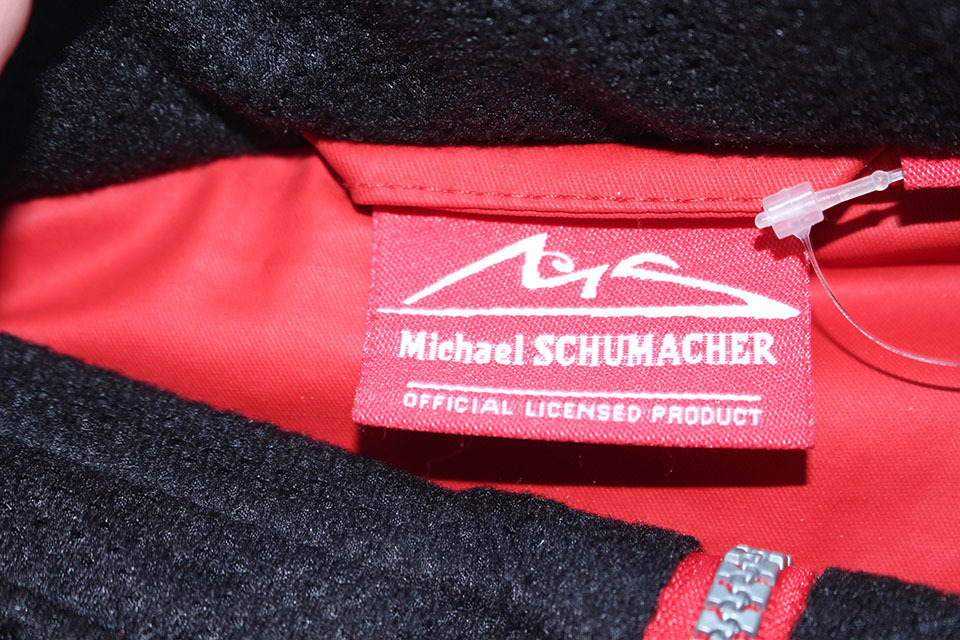 Michael SCHUMACHER
OFFICIAL LICENSED PRODUCT